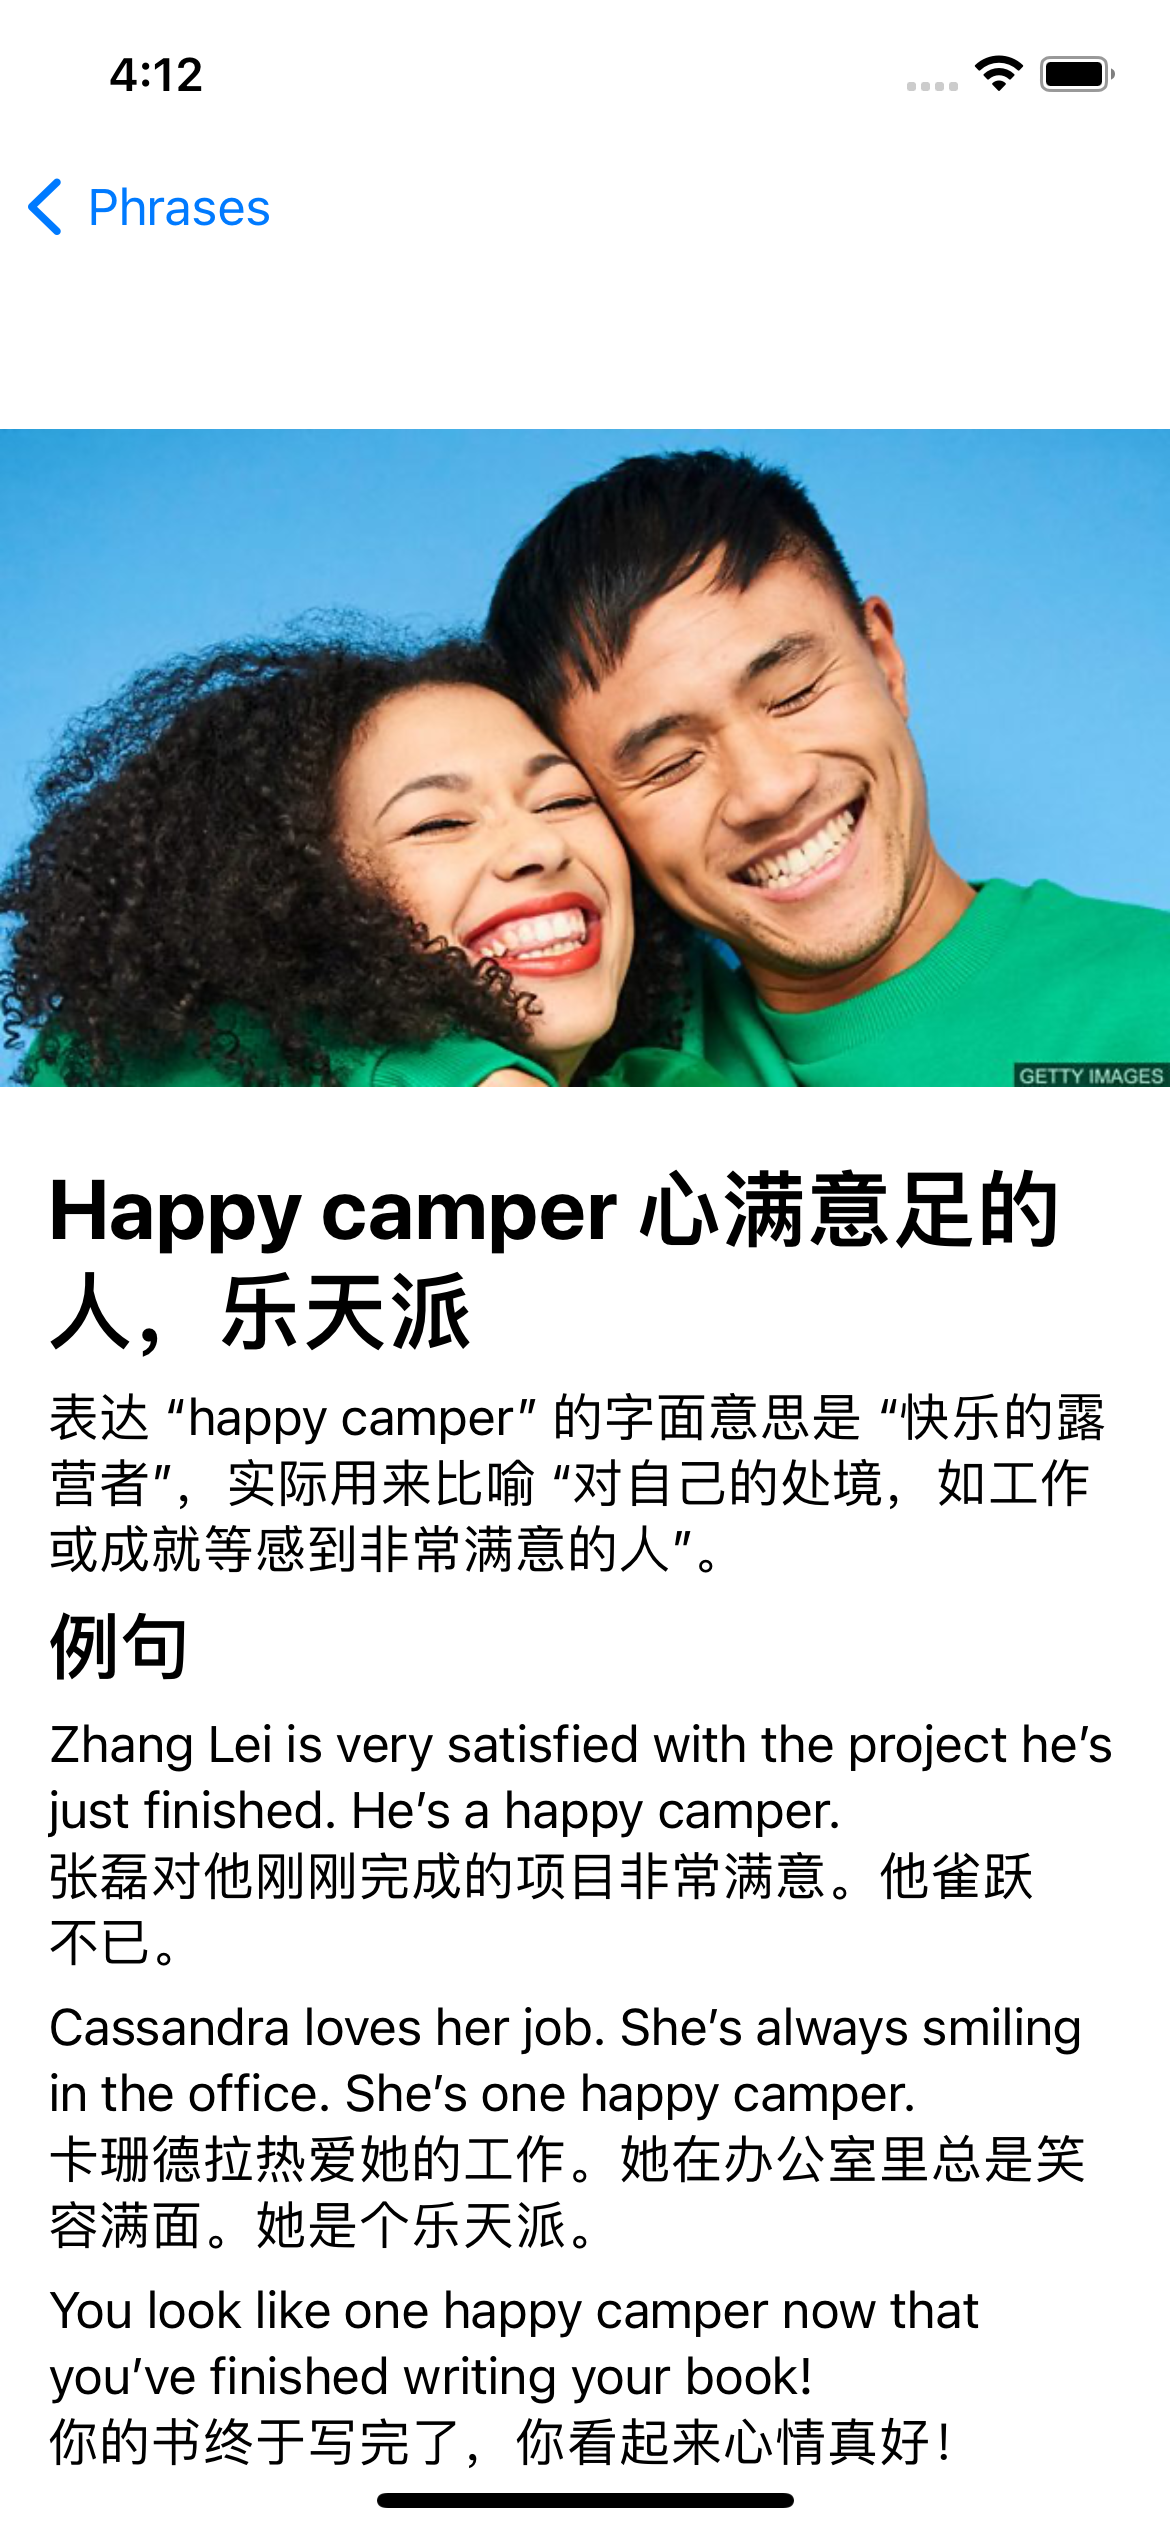 4:12
Phrases
GETTY IMAGES
Happy camper 心满意足的
人，乐天派
表达 “happy camper” 的字面意思是 “快乐的露
营者”，实际用来比喻 “对自己的处境，如工作
或成就等感到非常满意的人”。
例句
Zhang Lei is very satisfied with the project he’s
just finished. He’s a happy camper.
张磊对他刚刚完成的项目非常满意。他雀跃
不已。
Cassandra loves her job. She’s always smiling
in the office. She’s one happy camper.
卡珊德拉热爱她的工作。她在办公室里总是笑
容满面。她是个乐天派。
You look like one happy camper now that
you’ve finished writing your book!
你的书终于写完了，你看起来心情真好！